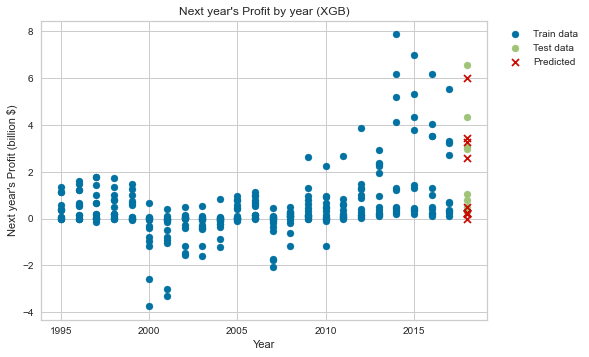 Next year's Profit by year (XGB)
Train data
Test data
Predicted
Next year's Profit (billion $)
8
6
4
2
0
−2
−4
1995 2000 2005 2010 2015
Year